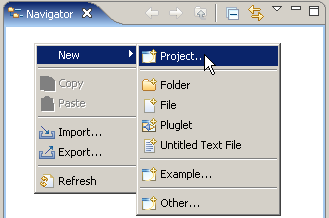 Navigator
New
Copy
Paste
Import...
Export...
Refresh
Project...
Folder
File
Pluglet
Untitled Text File
Example...
Other...